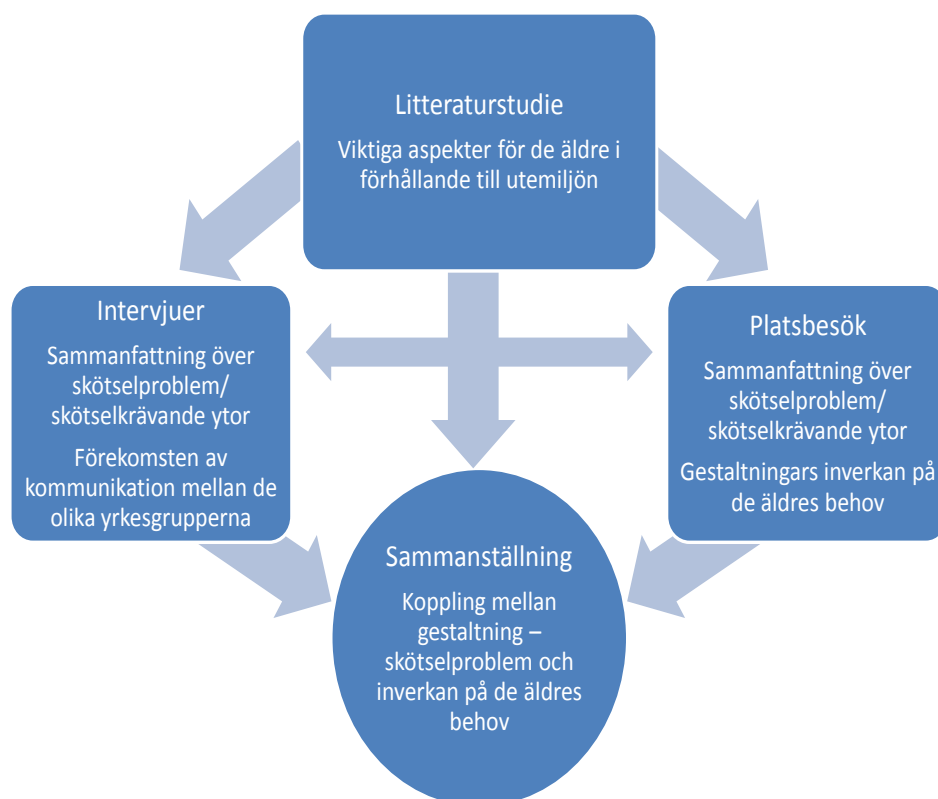 Litteraturstudie
Viktiga aspekter för de äldre i
förhållande till utemiljön
Intervjuer
Sammanfattning över
skötselproblem/
skötselkrävande ytor
Förekomsten av
kommunikation mellan de
olika yrkesgrupperna
Platsbesök
Sammanfattning över
skötselproblem/
skötselkrävande ytor
Gestaltningars inverkan på
de äldres behov
Sammanställning
Koppling mellan
gestaltning –
skötselproblem och
inverkan på de äldres
behov